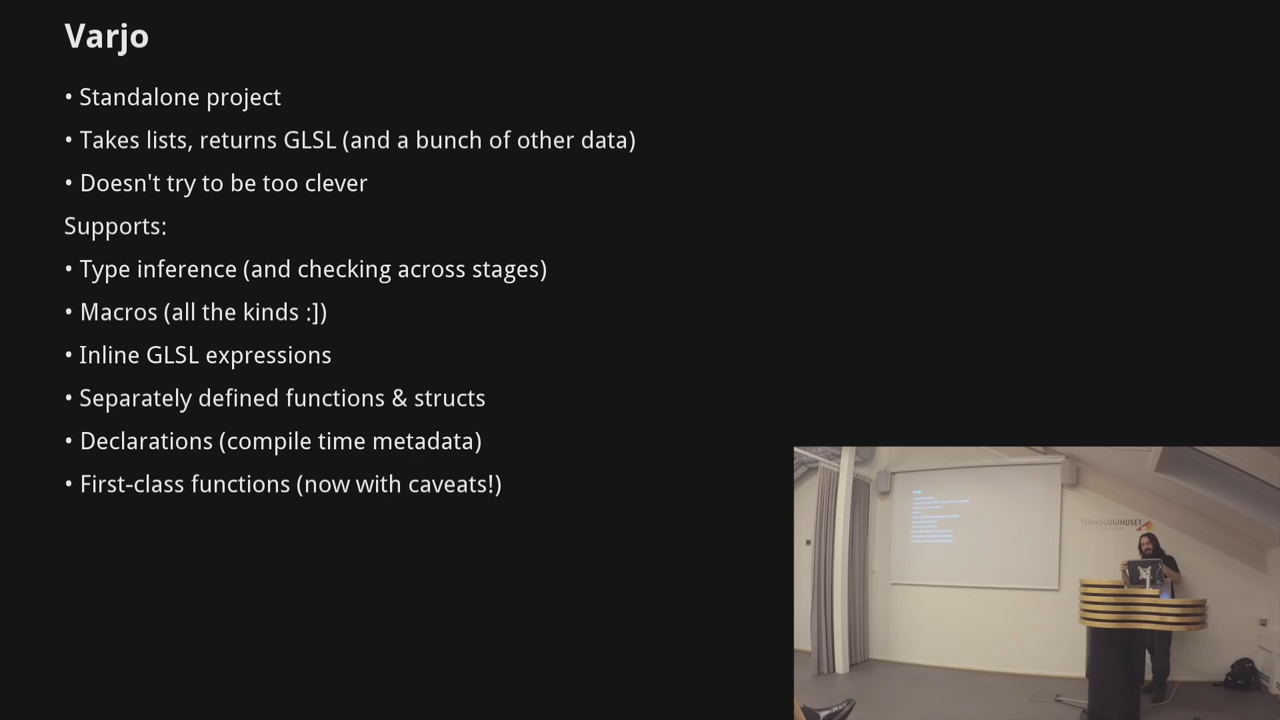 Varjo
• Standalone project
• Takes lists, returns GLSL (and a bunch of other data)
• Doesn't try to be too clever
Supports:
• Type inference (and checking across stages)
• Macros (all the kinds :])
• Inline GLSL expressions
• Separately defined functions & structs
• Declarations (compile time metadata)
• First-class functions (now with caveats!)
TEKNOLOGIHUSET